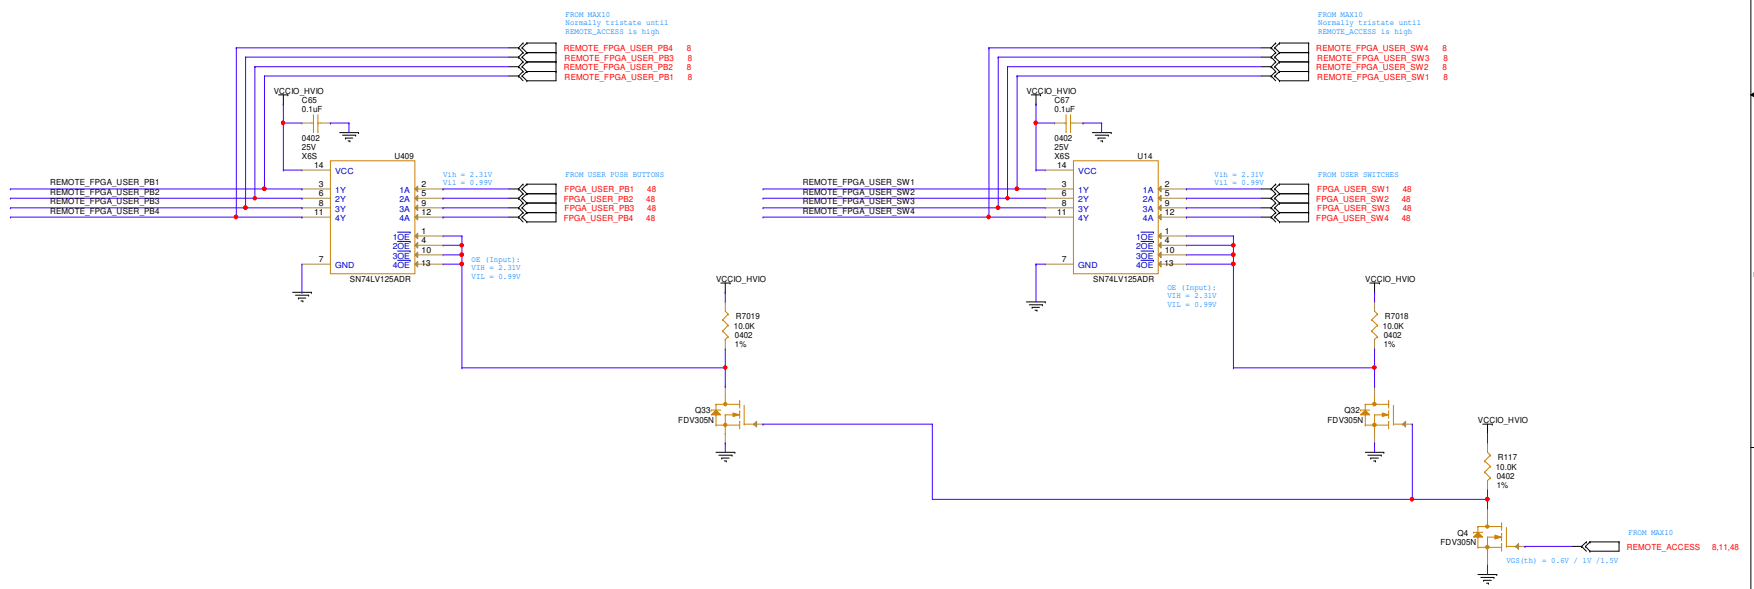 FROM MAX10
Normally tristate until
REMOTE_ACCESS is high
REMOTE_FPGA_USER_PB4 8
REMOTE_FPGA_USER_PB3 8
REMOTE_FPGA_USER_PB2 8
REMOTE_FPGA_USER_PB1 8
VCCIO_HVIO
C65
0.1uF
0402
25V
X6S
U409
14 VCC
REMOTE_FPGA_USER_PB1
REMOTE_FPGA_USER_PB2
REMOTE_FPGA_USER_PB3
REMOTE_FPGA_USER_PB4
3 1Y 1A 2
6 2Y 2A 5
8 3Y 3A 9
11 4Y 4A 12
1OE 1
2OE 4
3OE 10
4OE 13
7 GND
SN74LV125ADR
Vih = 2.31V
Vil = 0.99V
FROM USER PUSH BUTTONS
FPGA_USER_PB1 48
FPGA_USER_PB2 48
FPGA_USER_PB3 48
FPGA_USER_PB4 48
OE (Input):
VIH = 2.31V
VIL = 0.99V
VCCIO_HVIO
R7019
10.0K
0402
1%
Q33
FDV305N
FROM MAX10
Normally tristate until
REMOTE_ACCESS is high
REMOTE_FPGA_USER_SW4 8
REMOTE_FPGA_USER_SW3 8
REMOTE_FPGA_USER_SW2 8
REMOTE_FPGA_USER_SW1 8
VCCIO_HVIO
C67
0.1uF
0402
25V
X6S
U14
14 VCC
REMOTE_FPGA_USER_SW1
REMOTE_FPGA_USER_SW2
REMOTE_FPGA_USER_SW3
REMOTE_FPGA_USER_SW4
3 1Y 1A 2
6 2Y 2A 5
8 3Y 3A 9
11 4Y 4A 12
1OE 1
2OE 4
3OE 10
4OE 13
7 GND
SN74LV125ADR
Vih = 2.31V
Vil = 0.99V
FROM USER SWITCHES
FPGA_USER_SW1 48
FPGA_USER_SW2 48
FPGA_USER_SW3 48
FPGA_USER_SW4 48
OE (Input):
VIH = 2.31V
VIL = 0.99V
VCCIO_HVIO
R7018
10.0K
0402
1%
Q32
FDV305N
VCCIO_HVIO
R117
10.0K
0402
1%
Q4
FDV305N
FROM MAX10
REMOTE_ACCESS 8,11,48
VGS(th) = 0.6V / 1V /1.5V